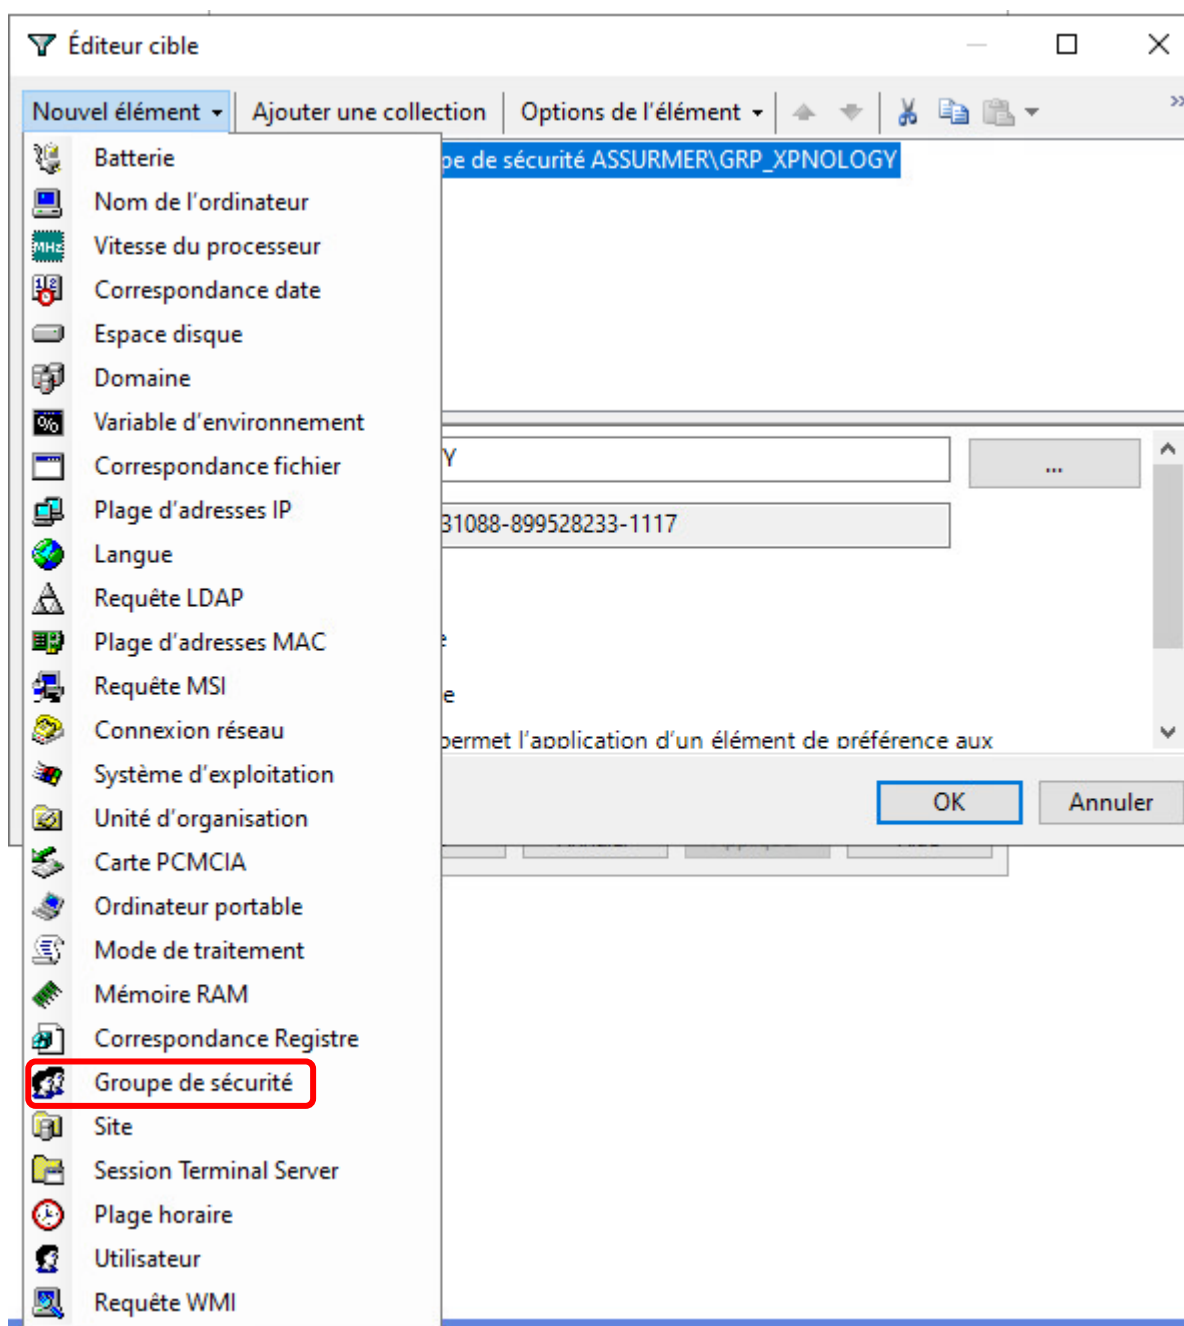 Éditeur cible
Nouvel élément
Ajouter une collection
Options de l'élément
Batterie
pe de sécurité ASSURMER\GRP_XPNOLOGY
Nom de l'ordinateur
MHz
Vitesse du processeur
Correspondance date
Espace disque
Domaine
Variable d'environnement
Correspondance fichier
Y
...
Plage d'adresses IP
31088-899528233-1117
Langue
Requête LDAP
Plage d'adresses MAC
Requête MSI
e
Connexion réseau
permet l'application d'un élément de préférence aux
Système d'exploitation
OK
Annuler
Unité d'organisation
Carte PCMCIA
Ordinateur portable
Mode de traitement
Mémoire RAM
Correspondance Registre
Groupe de sécurité
Site
Session Terminal Server
Plage horaire
Utilisateur
Requête WMI